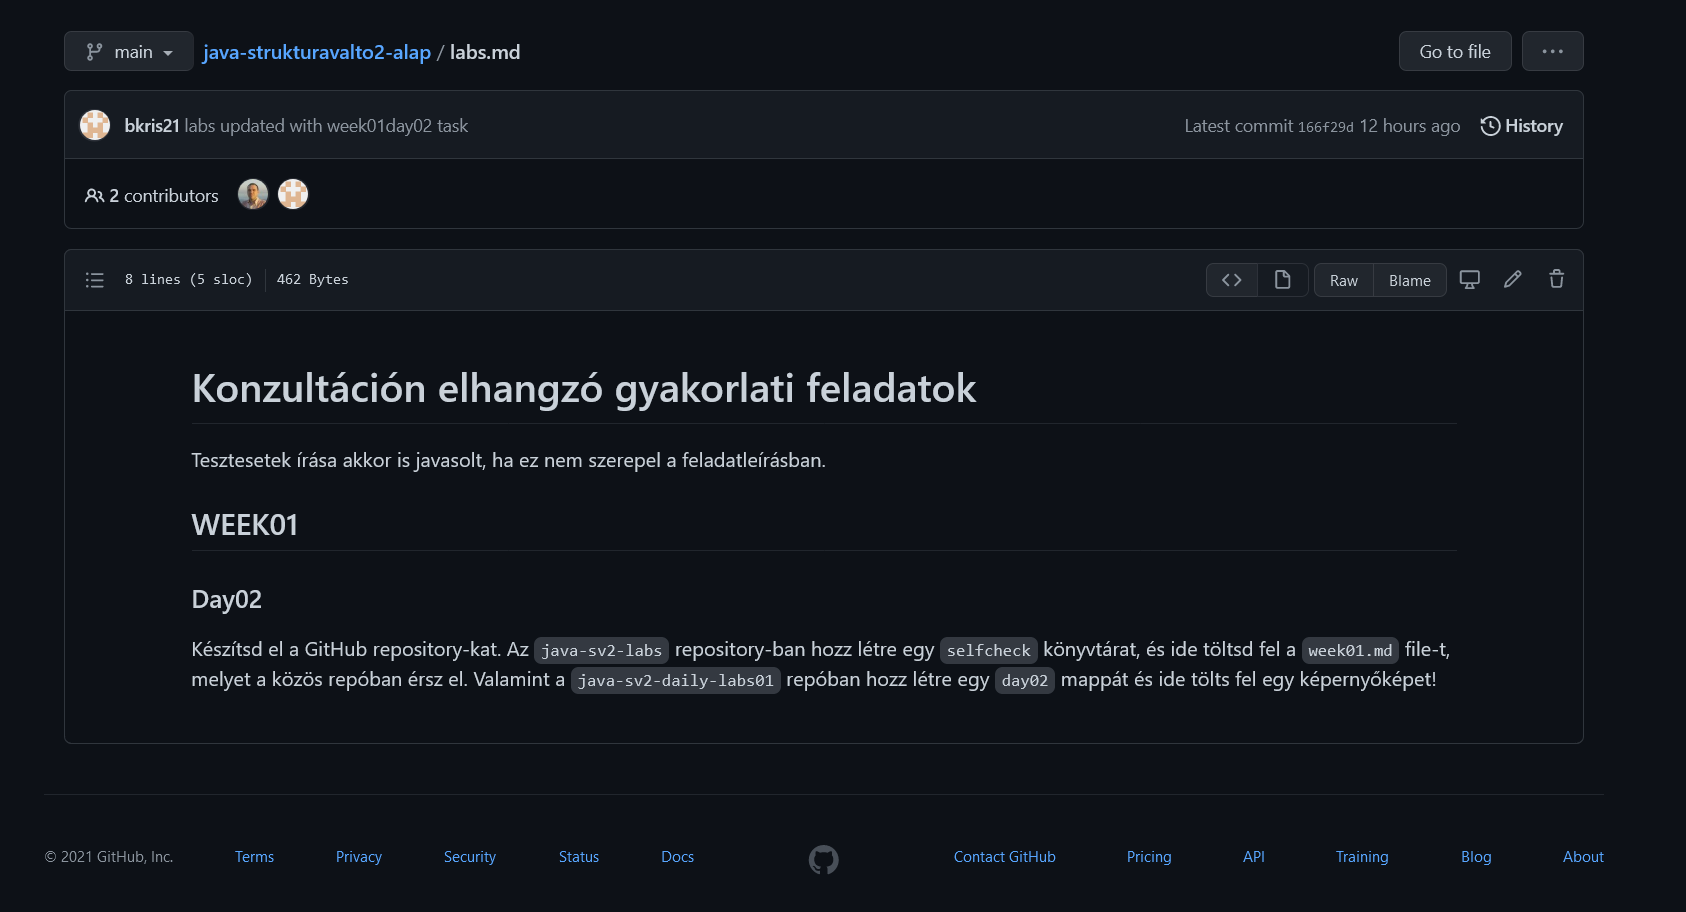 main
java-strukturavalto2-alap / labs.md
Go to file
bkris21 labs updated with week01day02 task
Latest commit 166f29d 12 hours ago
History
2 contributors
8 lines (5 sloc)
462 Bytes
Raw
Blame
Konzultáción elhangzó gyakorlati feladatok
Tesztesetek írása akkor is javasolt, ha ez nem szerepel a feladatleírásban.
WEEK01
Day02
Készítsd el a GitHub repository-kat. Az java-sv2-labs repository-ban hozz létre egy selfcheck könyvtárat, és ide töltsd fel a week01.md file-t,
melyet a közös repóban érsz el. Valamint a java-sv2-daily-labs01 repóban hozz létre egy day02 mappát és ide tölts fel egy képernyőképet!
© 2021 GitHub, Inc.
Terms
Privacy
Security
Status
Docs
Contact GitHub
Pricing
API
Training
Blog
About